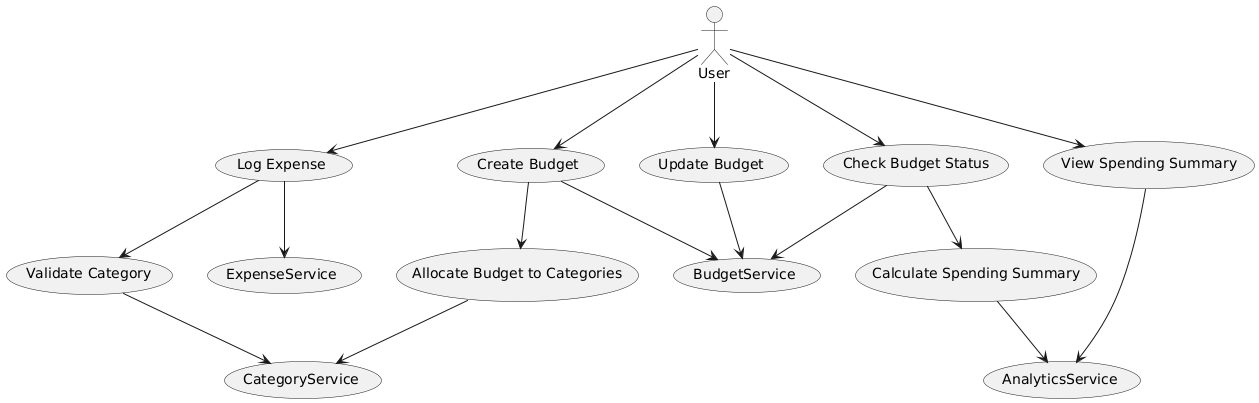 User
Log Expense
Create Budget
Update Budget
Check Budget Status
View Spending Summary
Validate Category
ExpenseService
Allocate Budget to Categories
BudgetService
Calculate Spending Summary
CategoryService
AnalyticsService